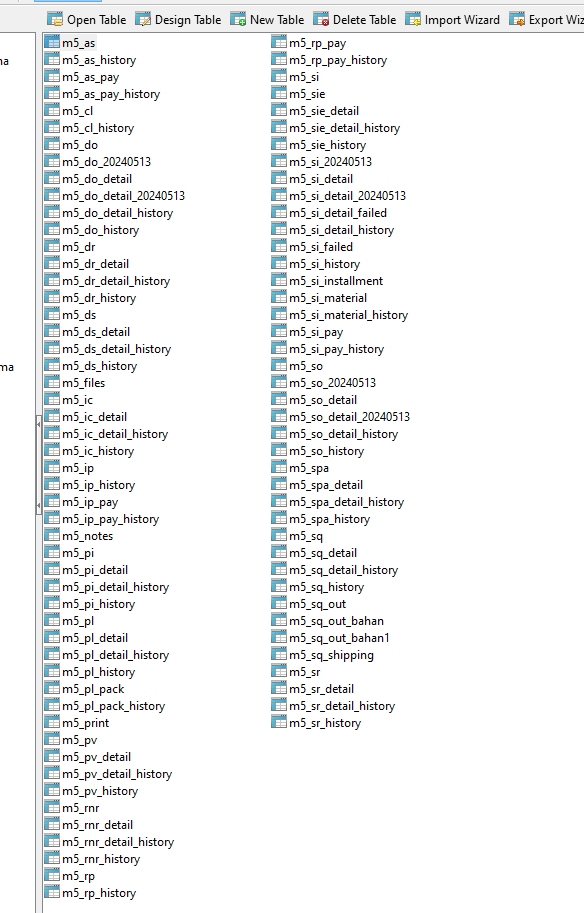 Open Table Design Table New Table Delete Table Import Wizard Export Wiz
na
ma
m5_as
m5_as_history
m5_as_pay
m5_as_pay_history
m5_cl
m5_cl_history
m5_do
m5_do_20240513
m5_do_detail
m5_do_detail_20240513
m5_do_detail_history
m5_do_history
m5_dr
m5_dr_detail
m5_dr_detail_history
m5_dr_history
m5_ds
m5_ds_detail
m5_ds_detail_history
m5_ds_history
m5_files
m5_ic
m5_ic_detail
m5_ic_detail_history
m5_ic_history
m5_ip
m5_ip_history
m5_ip_pay
m5_ip_pay_history
m5_notes
m5_pi
m5_pi_detail
m5_pi_detail_history
m5_pi_history
m5_pl
m5_pl_detail
m5_pl_detail_history
m5_pl_history
m5_pl_pack
m5_pl_pack_history
m5_print
m5_pv
m5_pv_detail
m5_pv_detail_history
m5_pv_history
m5_rnr
m5_rnr_detail
m5_rnr_detail_history
m5_rnr_history
m5_rp
m5_rp_history
m5_rp_pay
m5_rp_pay_history
m5_si
m5_sie
m5_sie_detail
m5_sie_detail_history
m5_sie_history
m5_si_20240513
m5_si_detail
m5_si_detail_20240513
m5_si_detail_failed
m5_si_detail_history
m5_si_failed
m5_si_history
m5_si_installment
m5_si_material
m5_si_material_history
m5_si_pay
m5_si_pay_history
m5_so
m5_so_20240513
m5_so_detail
m5_so_detail_20240513
m5_so_detail_history
m5_so_history
m5_spa
m5_spa_detail
m5_spa_detail_history
m5_spa_history
m5_sq
m5_sq_detail
m5_sq_detail_history
m5_sq_history
m5_sq_out
m5_sq_out_bahan
m5_sq_out_bahan1
m5_sq_shipping
m5_sr
m5_sr_detail
m5_sr_detail_history
m5_sr_history